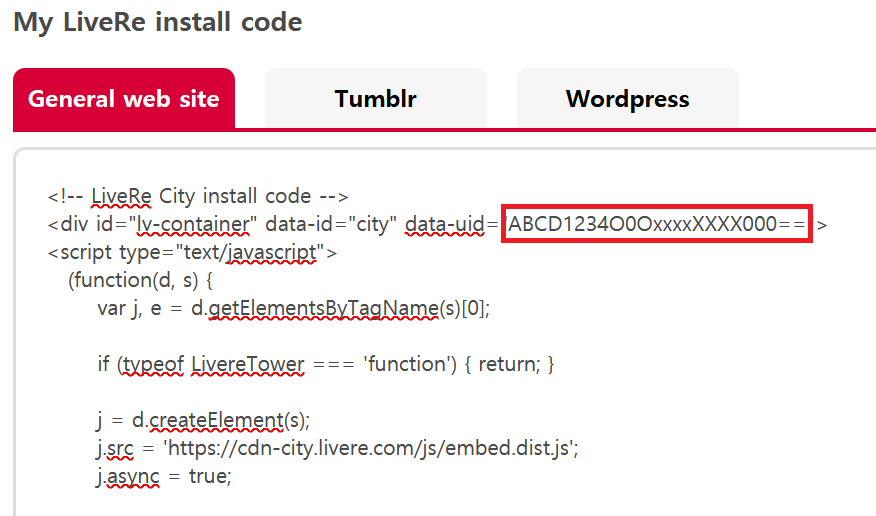 My LiveRe install code
General web site
Tumblr
Wordpress
<!-- LiveRe City install code -->
<div id="lv-container" data-id="city" data-uid="ABCD1234O0OxxxxXXXX000==">
<script type="text/javascript">
(function(d, s) {
var j, e = d.getElementsByTagName(s)[0];
if (typeof LivereTower === 'function') { return; }
j = d.createElement(s);
j.src = 'https://cdn-city.livere.com/js/embed.dist.js';
j.async = true;